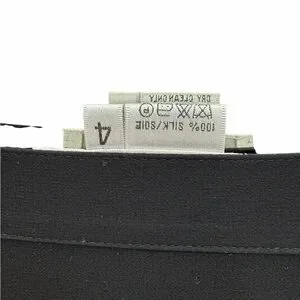 DRY CLEAN ONLY
P
100% SILK/SOIE
4